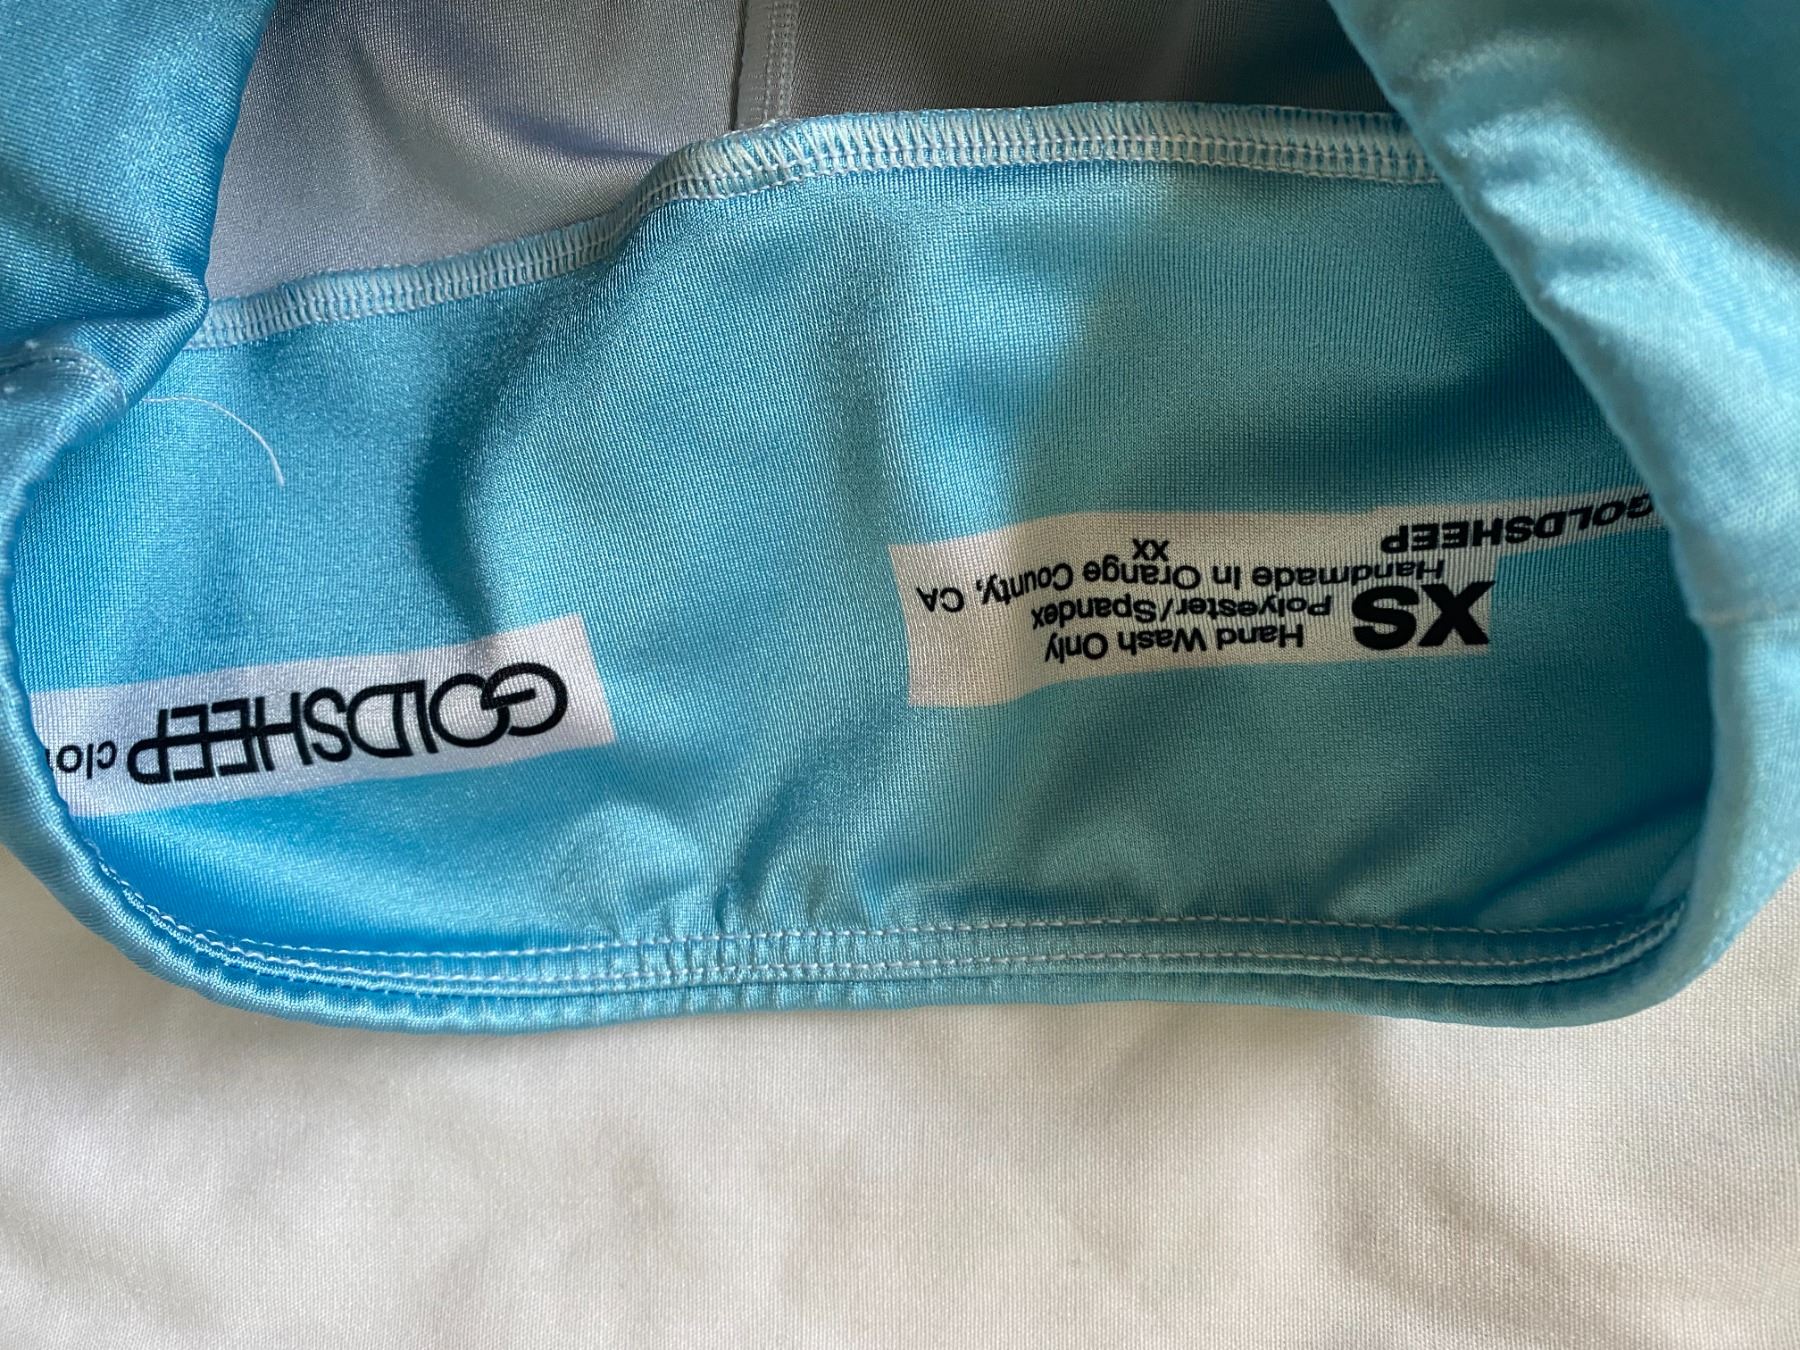 GOLDSHEEP
XS
Hand Wash Only
Polyester/Spandex
Handmade In Orange County, CA
xx
GOLDSHEEP clo